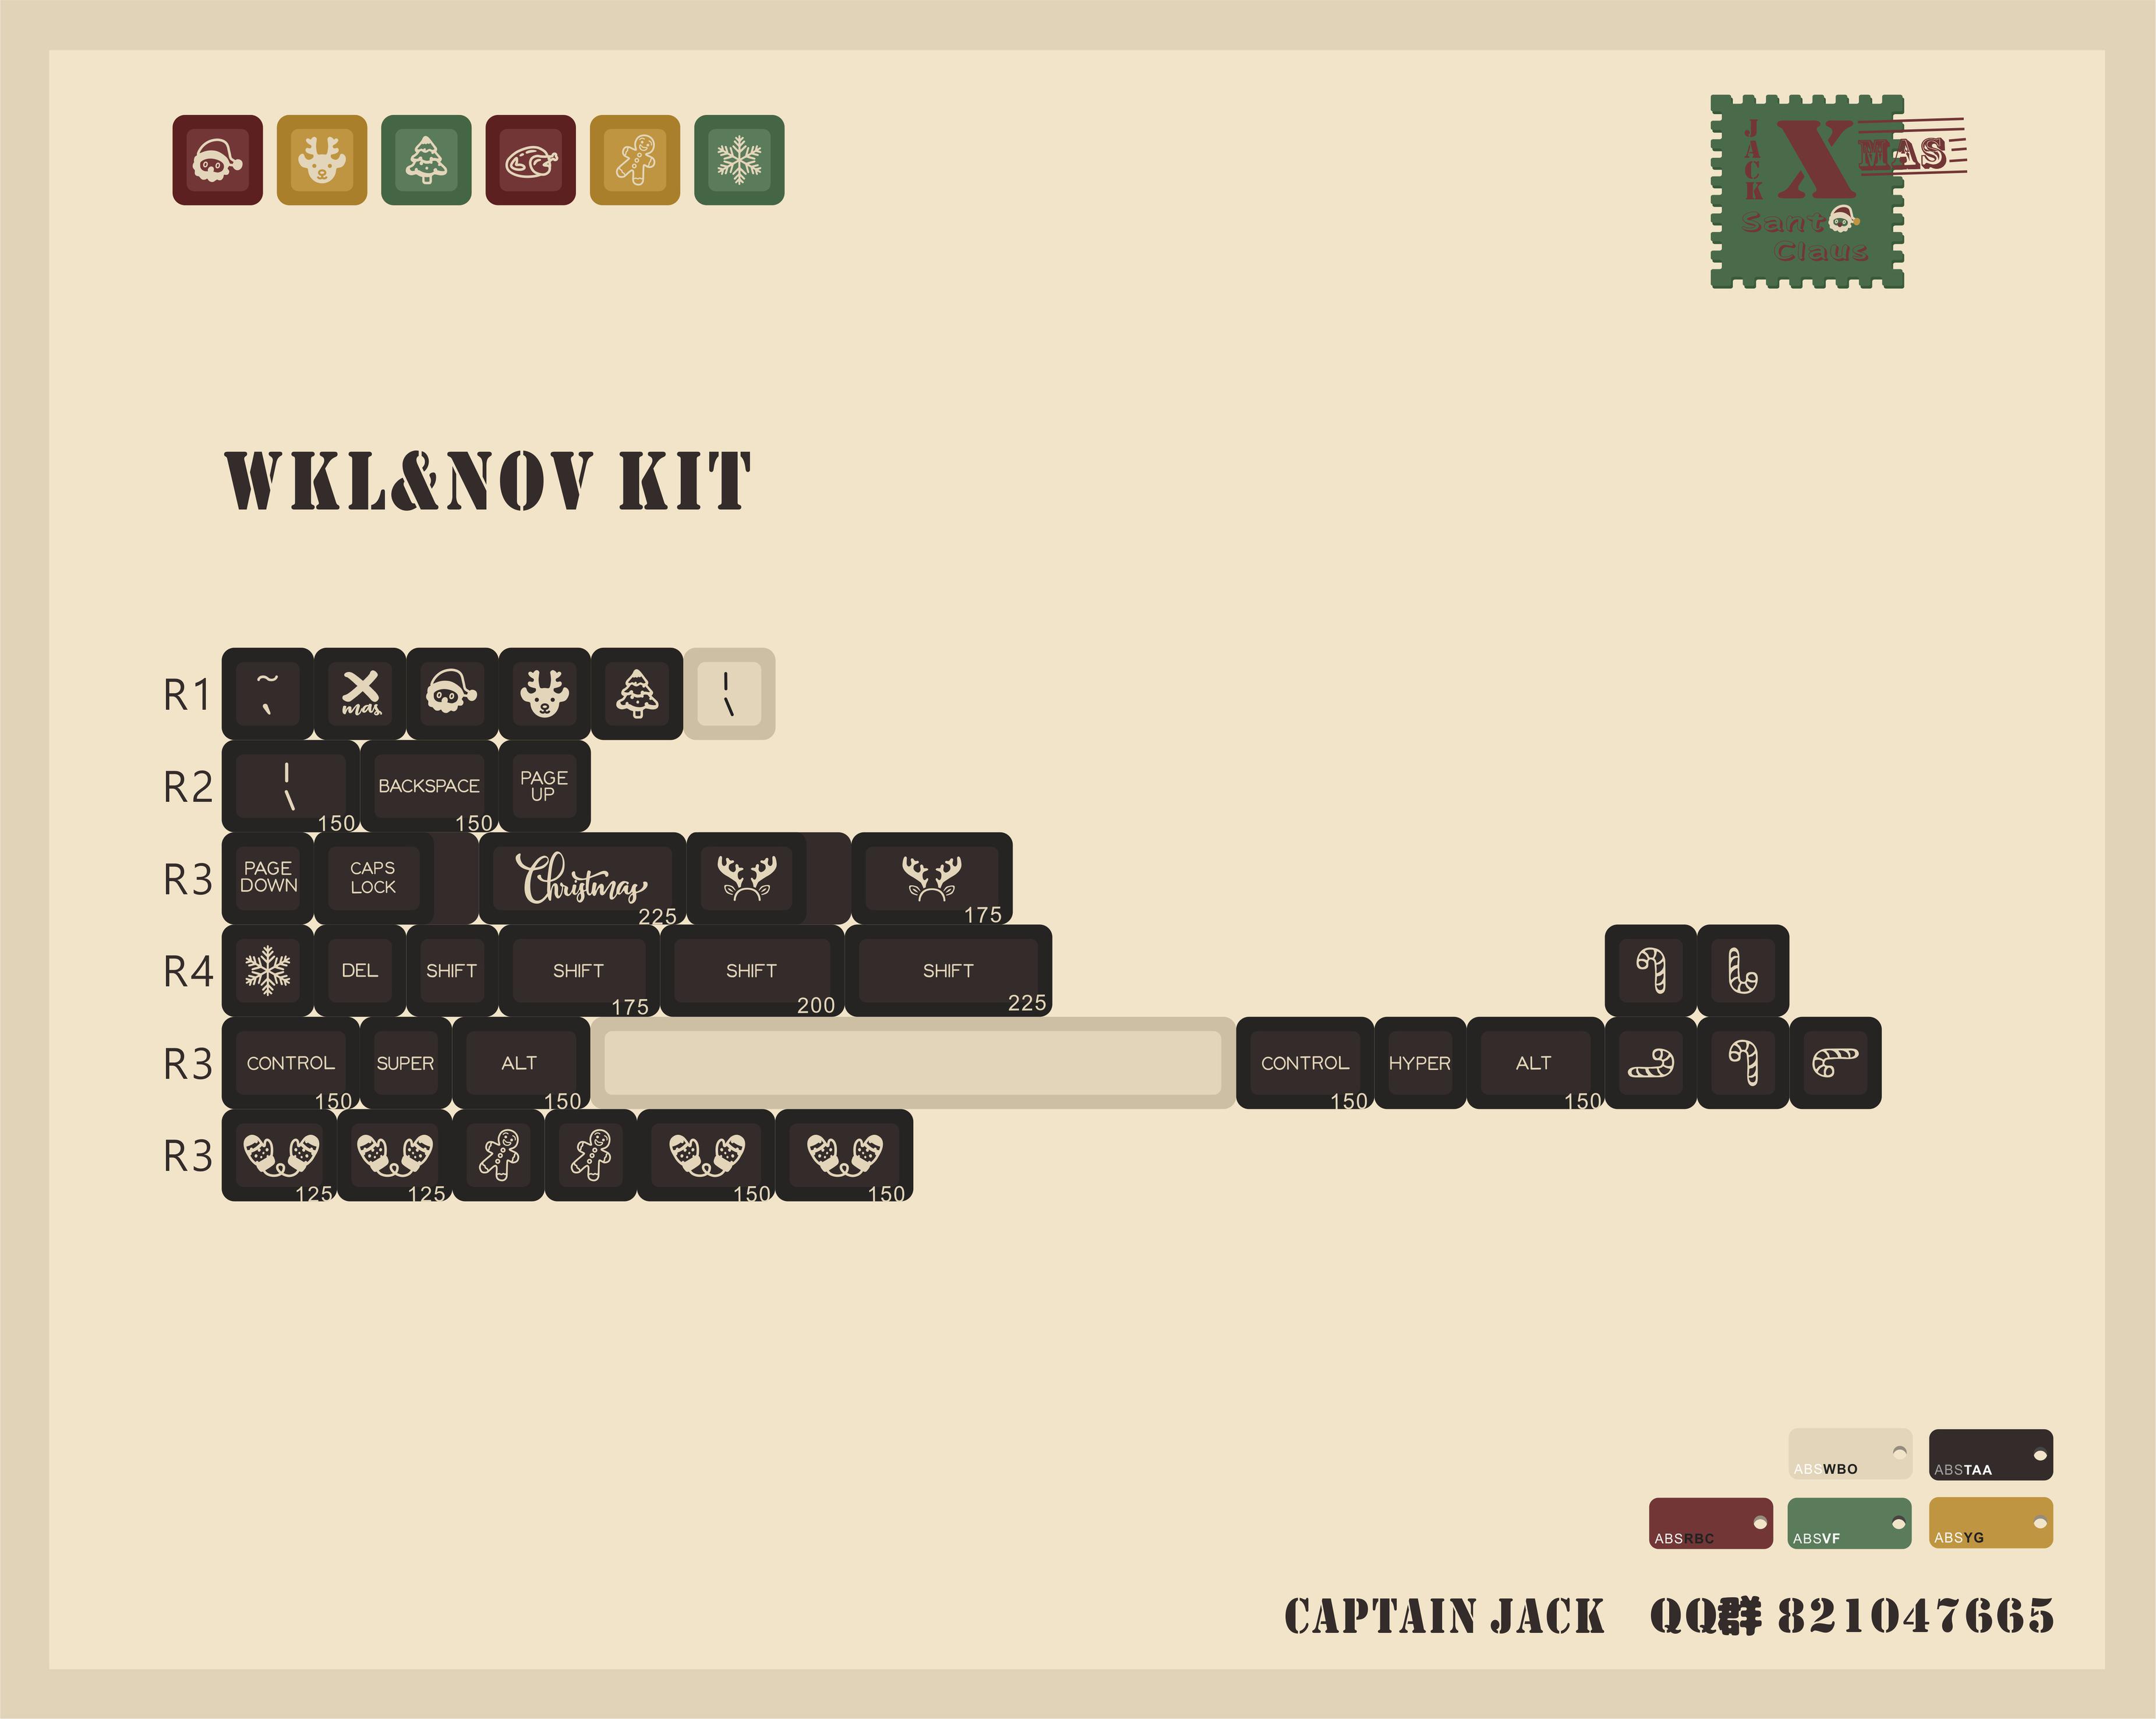 JACK
X
MAS
Sant
Claus
WKL&NOV KIT
R1
~
`
X
mas
|
\
R2
|
\
150
BACKSPACE
150
PAGE
UP
R3
PAGE
DOWN
CAPS
LOCK
Christmas
225
175
R4
DEL
SHIFT
SHIFT
175
SHIFT
200
SHIFT
225
R3
CONTROL
150
SUPER
ALT
150
CONTROL
150
HYPER
ALT
150
R3
125
125
150
150
ABSWBO
ABSTAA
ABSRBC
ABSVF
ABSYG
CAPTAIN JACK QQ群 821047665